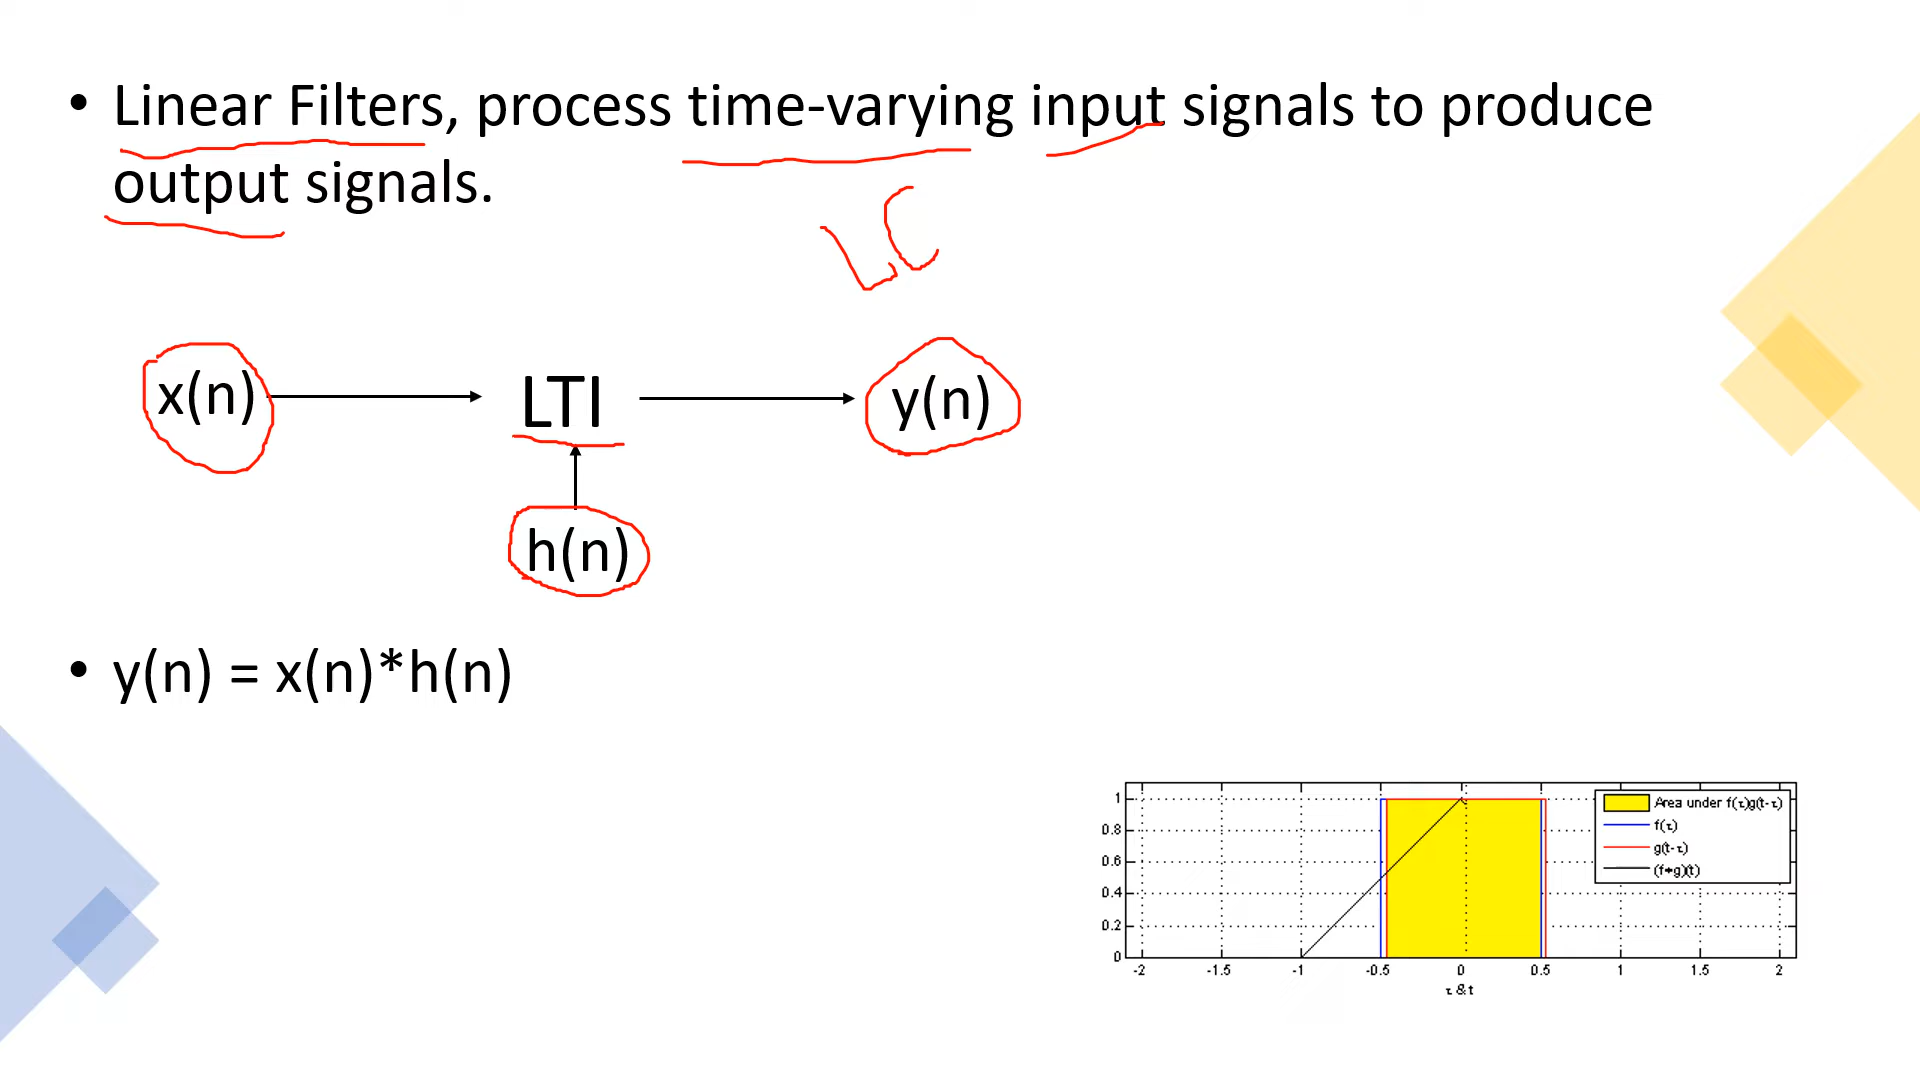 • Linear Filters, process time-varying input signals to produce
output signals.
LC
x(n) LTI y(n)
h(n)
• y(n) = x(n)*h(n)
1
0.8
0.6
0.4
0.2
0
-2 -1.5 -1 -0.5 0 0.5 1 1.5 2
τ & t
Area under f(τ)g(t-τ)
f(τ)
g(t-τ)
(f*g)(t)